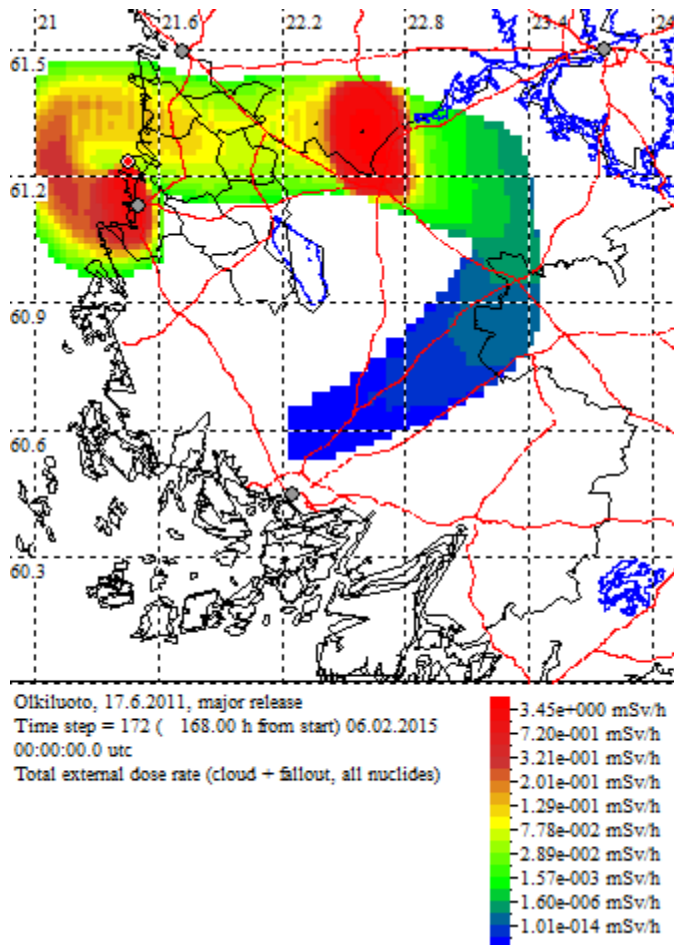 21 21.6 22.2 22.8 23.4 24
61.5
61.2
60.9
60.6
60.3
Olkiluoto, 17.6.2011, major release
Time step = 172 ( 168.00 h from start) 06.02.2015
00:00:00.0 utc
Total external dose rate (cloud + fallout, all nuclides)
3.45e+000 mSv/h
7.20e-001 mSv/h
3.21e-001 mSv/h
2.01e-001 mSv/h
1.29e-001 mSv/h
7.78e-002 mSv/h
2.89e-002 mSv/h
1.57e-003 mSv/h
1.60e-006 mSv/h
1.01e-014 mSv/h